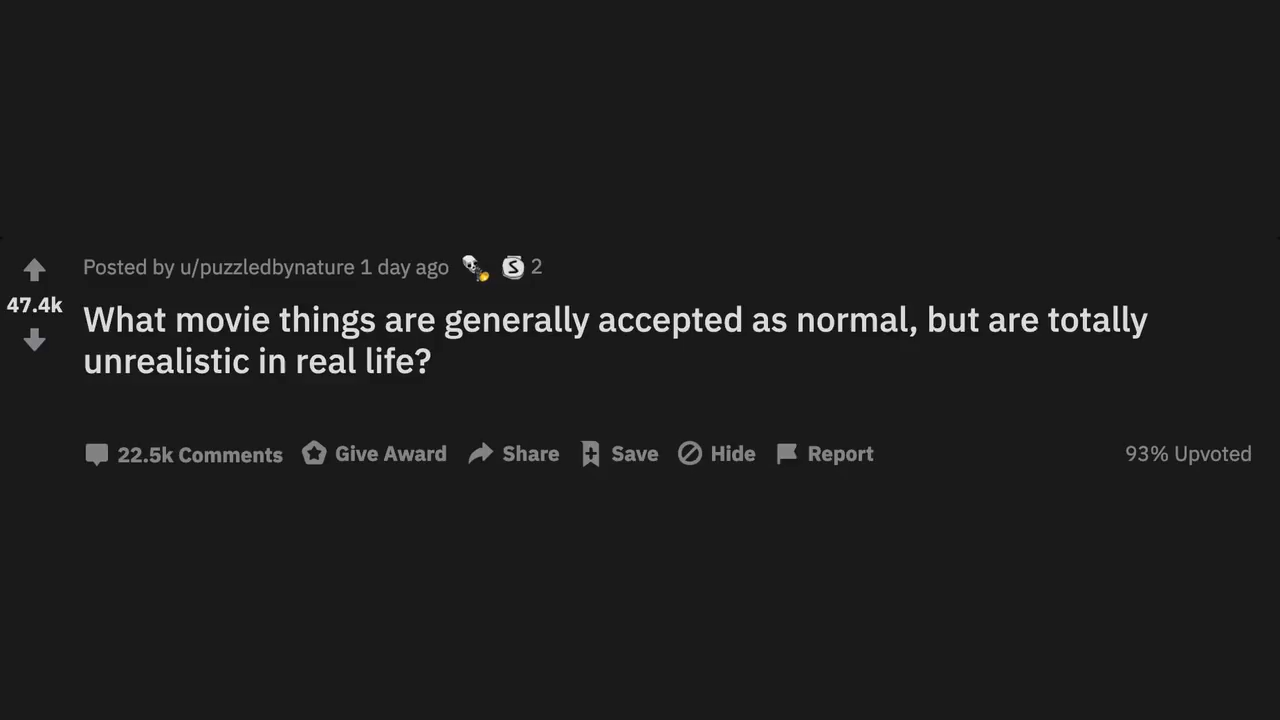 Posted by u/puzzledbynature 1 day ago S 2
47.4k
What movie things are generally accepted as normal, but are totally
unrealistic in real life?
22.5k Comments Give Award Share Save Hide Report 93% Upvoted